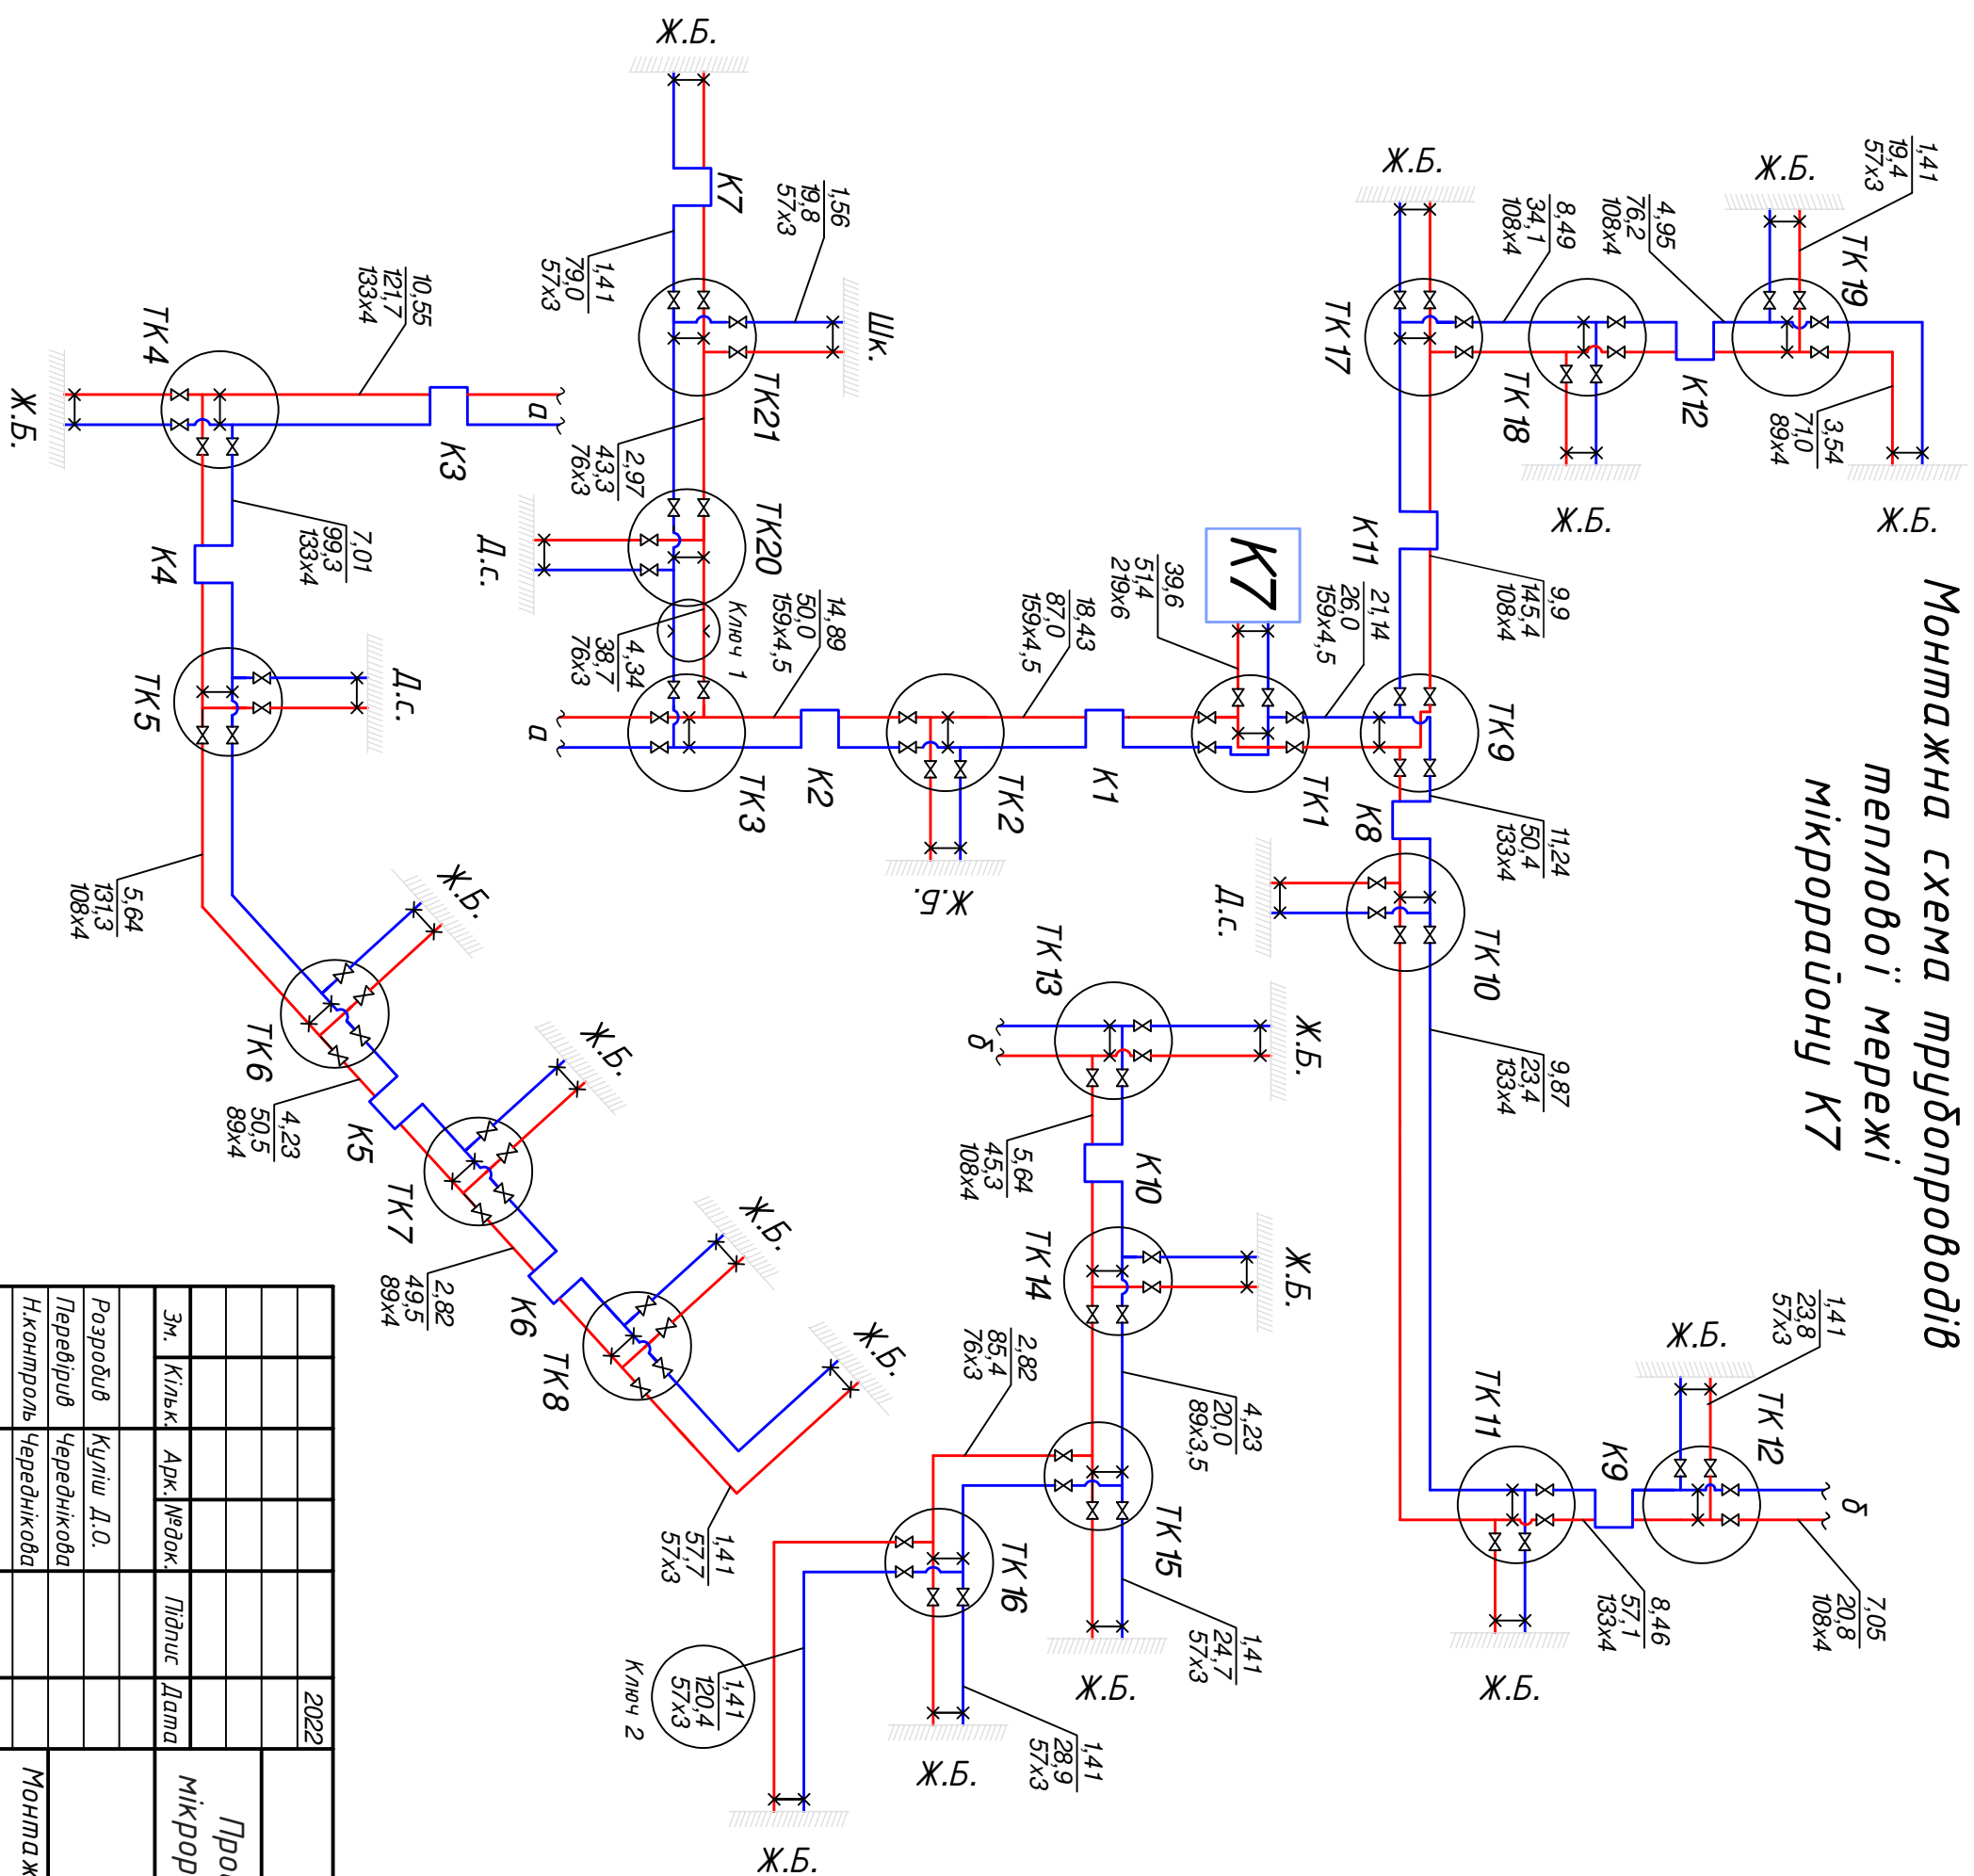 Монтажна схема трубопроводів
теплової мережі
мікрорайону К7
1,41
19,4
57х3
Ж.Б.
ТК19
3,54
71,0
89х4
Ж.Б.
4,95
76,2
108х4
К12
8,49
34,1
108х4
ТК18
Ж.Б.
Ж.Б.
ТК17
К11
9,9
145,4
108х4
ТК9
К8
11,24
50,4
133х4
ТК10
Д.с.
9,87
23,4
133х4
1,41
23,8
57х3
Ж.Б.
ТК12
б
7,05
20,8
108х4
К9
ТК11
8,46
57,1
133х4
Ж.Б.
К7
39,6
51,4
219х6
21,14
26,0
159х4,5
ТК1
К1
18,43
87,0
159х4,5
ТК2
Ж.Б.
К2
14,89
50,0
159х4,5
ТК3
а
Ключ 1
4,34
38,7
76х3
ТК20
Д.с.
2,97
43,3
76х3
ТК21
Шк.
1,56
19,8
57х3
К7
1,41
79,0
57х3
Ж.Б.
ТК13
Ж.Б.
б
5,64
45,3
108х4
К10
ТК14
Ж.Б.
4,23
20,0
89х3,5
2,82
85,4
76х3
ТК15
1,41
24,7
57х3
Ж.Б.
ТК16
1,41
28,9
57х3
Ж.Б.
1,41
120,4
57х3
Ключ 2
Ж.Б.
10,55
121,7
133х4
а
К3
ТК4
Ж.Б.
7,01
99,3
133х4
К4
Д.с.
ТК5
5,64
131,3
108х4
Ж.Б.
ТК6
4,23
50,5
89х4
К5
Ж.Б.
ТК7
2,82
49,5
89х4
К6
Ж.Б.
ТК8
Ж.Б.
1,41
57,7
57х3
2022
Зм. Кільк. Арк. №док. Підпис Дата
Розробив Куліш Д.О.
Перевірив Череднікова
Н.контроль Череднікова